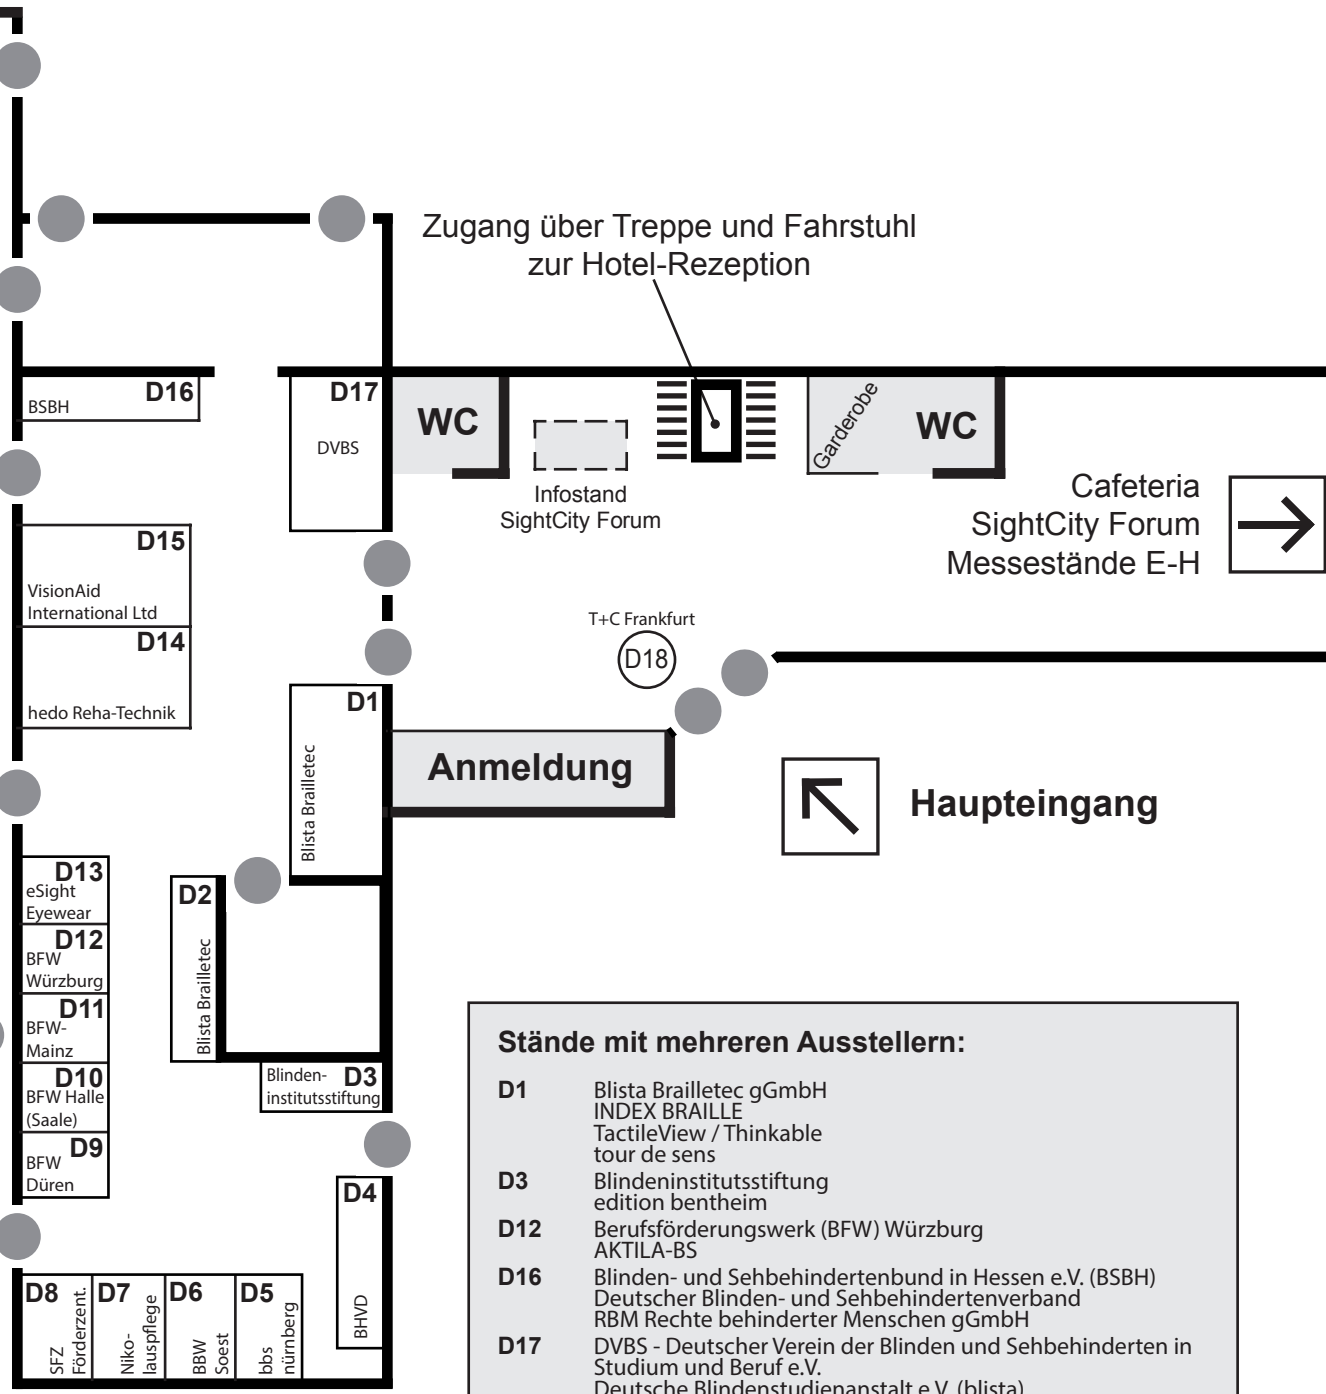 Zugang über Treppe und Fahrstuhl
zur Hotel-Rezeption
D16
BSBH
D17
DVBS
WC
Infostand
SightCity Forum
Garderobe
WC
Cafeteria
SightCity Forum
Messestände E-H
D15
VisionAid
International Ltd
D14
hedo Reha-Technik
T+C Frankfurt
D18
D1
Blista Brailletec
Anmeldung
Haupteingang
D13
eSight
Eyewear
D12
BFW
Würzburg
D11
BFW-
Mainz
D10
BFW Halle
(Saale)
D9
BFW
Düren
D2
Blista Brailletec
Blinden-
D3
institutsstiftung
D4
BHVD
D8
SFZ
Förderzent.
D7
Niko-
lauspflege
D6
BBW
Soest
D5
bbs
nürnberg
Stände mit mehreren Ausstellern:
D1 Blista Brailletec gGmbH
INDEX BRAILLE
TactileView / Thinkable
tour de sens
D3 Blindeninstitutsstiftung
edition bentheim
D12 Berufsförderungswerk (BFW) Würzburg
AKTILA-BS
D16 Blinden- und Sehbehindertenbund in Hessen e.V. (BSBH)
Deutscher Blinden- und Sehbehindertenverband
RBM Rechte behinderter Menschen gGmbH
D17 DVBS - Deutscher Verein der Blinden und Sehbehinderten in
Studium und Beruf e.V.
Deutsche Blindenstudienanstalt e.V. (blista)